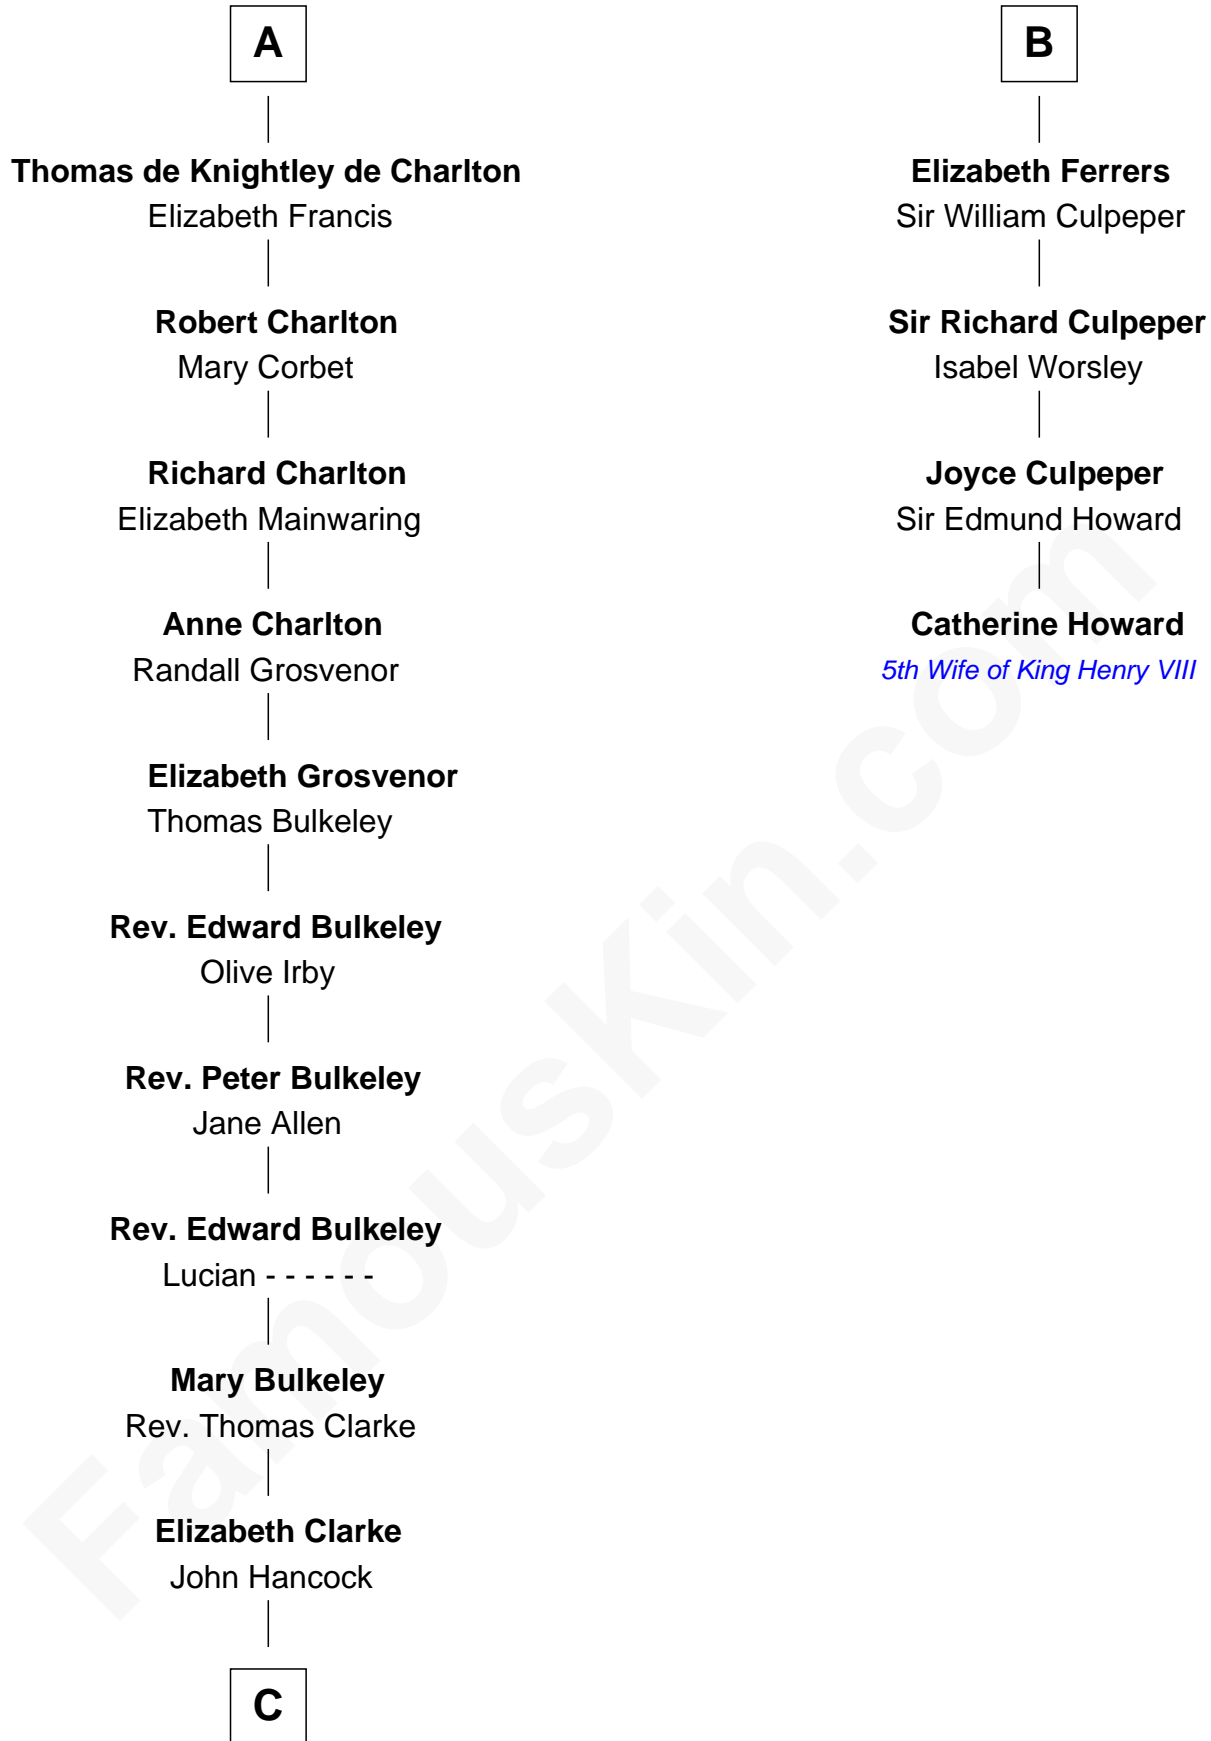 A
Thomas de Knightley de Charlton
Elizabeth Francis
Robert Charlton
Mary Corbet
Richard Charlton
Elizabeth Mainwaring
Anne Charlton
Randall Grosvenor
Elizabeth Grosvenor
Thomas Bulkeley
Rev. Edward Bulkeley
Olive Irby
Rev. Peter Bulkeley
Jane Allen
Rev. Edward Bulkeley
Lucian - - - - - -
Mary Bulkeley
Rev. Thomas Clarke
Elizabeth Clarke
John Hancock
C
B
Elizabeth Ferrers
Sir William Culpeper
Sir Richard Culpeper
Isabel Worsley
Joyce Culpeper
Sir Edmund Howard
Catherine Howard
5th Wife of King Henry VIII
FamousKin.com